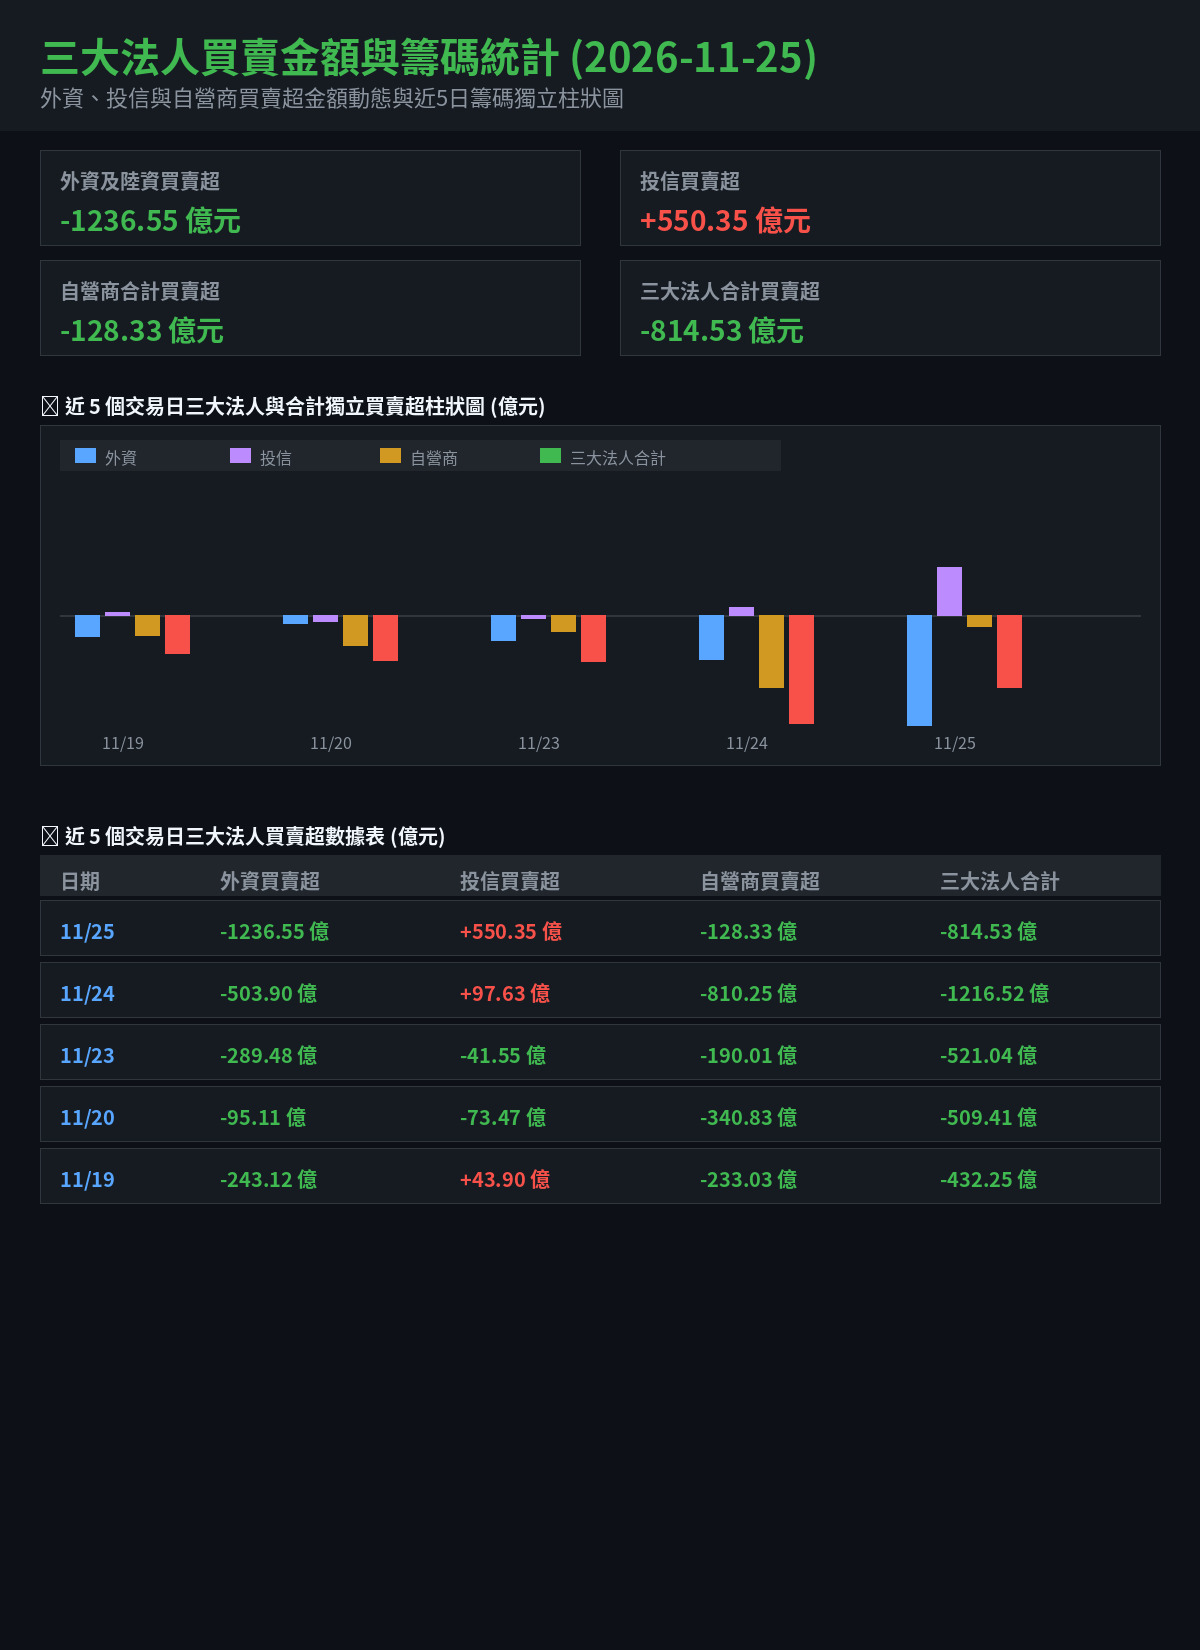 三大法人買賣金額與籌碼統計 (2026-11-25)
外資、投信與自營商買賣超金額動態與近5日籌碼獨立柱狀圖
外資及陸資買賣超
-1236.55 億元
投信買賣超
+550.35 億元
自營商合計買賣超
-128.33 億元
三大法人合計買賣超
-814.53 億元
近 5 個交易日三大法人與合計獨立買賣超柱狀圖 (億元)
外資 投信 自營商 三大法人合計
11/19 11/20 11/23 11/24 11/25
近 5 個交易日三大法人買賣超數據表 (億元)
日期 外資買賣超 投信買賣超 自營商買賣超 三大法人合計
11/25 -1236.55 億 +550.35 億 -128.33 億 -814.53 億
11/24 -503.90 億 +97.63 億 -810.25 億 -1216.52 億
11/23 -289.48 億 -41.55 億 -190.01 億 -521.04 億
11/20 -95.11 億 -73.47 億 -340.83 億 -509.41 億
11/19 -243.12 億 +43.90 億 -233.03 億 -432.25 億